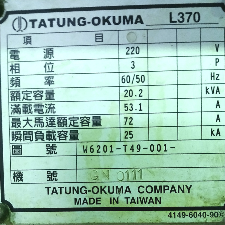 TATUNG-OKUMA L370
項目
電源 220 V
相位 3 P
頻率 60/50 Hz
額定容量 20.2 kVA
滿載電流 53.1 A
最大馬達額定容量 72 A
瞬間負載容量 25 kA
圖號 W6201-T49-001-
機號
TATUNG-OKUMA COMPANY
MADE IN TAIWAN
4149-6040-90X